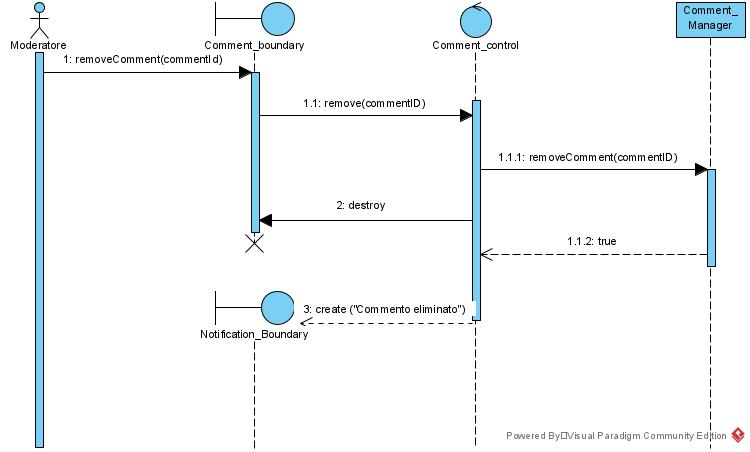 Comment_
Manager
Moderatore
Comment_boundary
Comment_control
1: removeComment(commentId)
1.1: remove(commentID)
1.1.1: removeComment(commentID)
2: destroy
1.1.2: true
3: create ("Commento eliminato")
Notification_Boundary
Powered By Visual Paradigm Community Edition